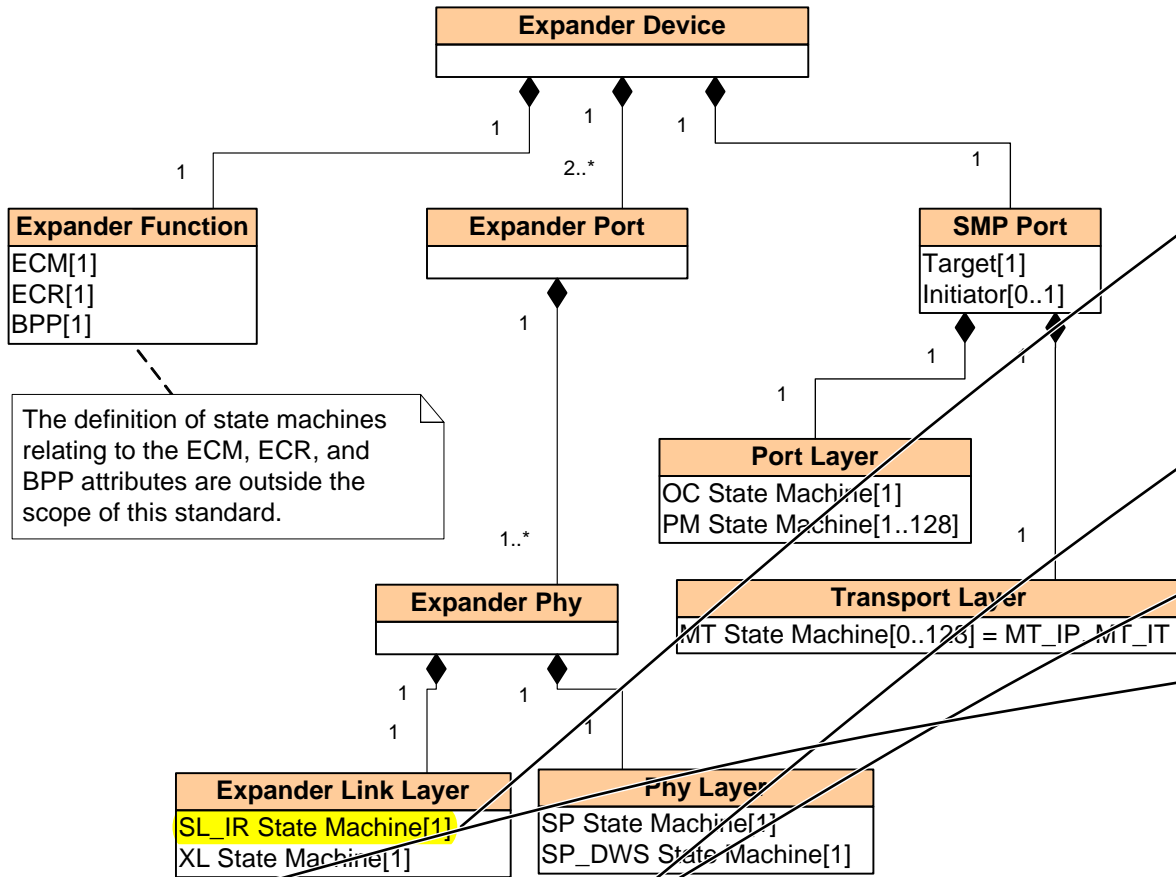 Expander Device
1
1
1
1
2..*
1
Expander Function
ECM[1]
ECR[1]
BPP[1]
Expander Port
SMP Port
Target[1]
Initiator[0..1]
1
1
1
The definition of state machines
relating to the ECM, ECR, and
BPP attributes are outside the
scope of this standard.
1
Port Layer
OC State Machine[1]
PM State Machine[1..128]
1..*
1
Expander Phy
Transport Layer
MT State Machine[0..128] = MT_IP, MT_IT
1
1
1
1
Expander Link Layer
SL_IR State Machine[1]
XL State Machine[1]
Phy Layer
SP State Machine[1]
SP_DWS State Machine[1]